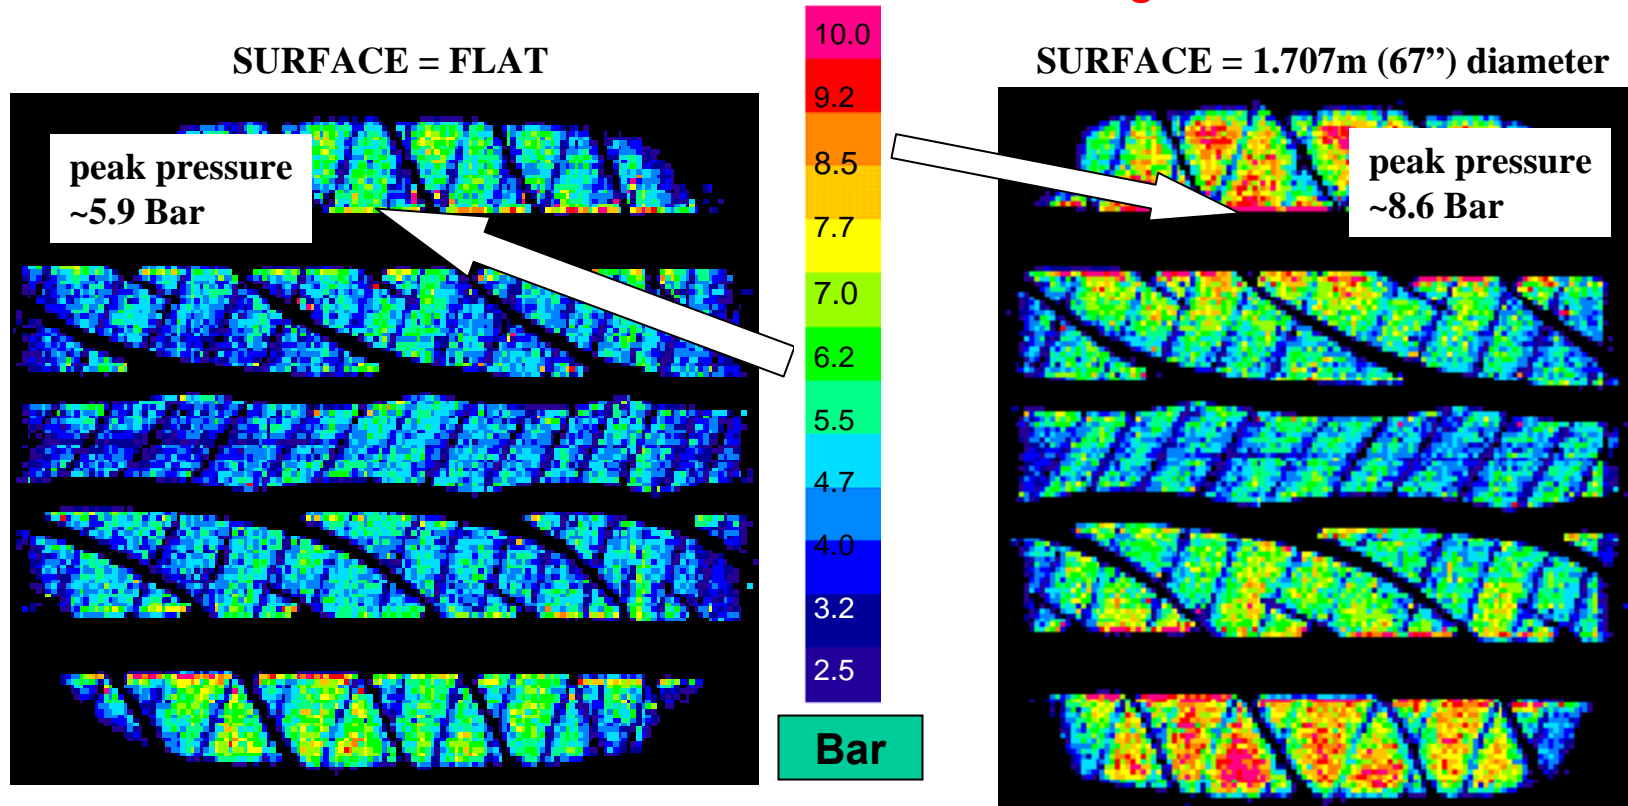 SURFACE = FLAT
SURFACE = 1.707m (67”) diameter
peak pressure
~5.9 Bar
10.0
9.2
8.5
7.7
7.0
6.2
5.5
4.7
4.0
3.2
2.5
Bar
peak pressure
~8.6 Bar